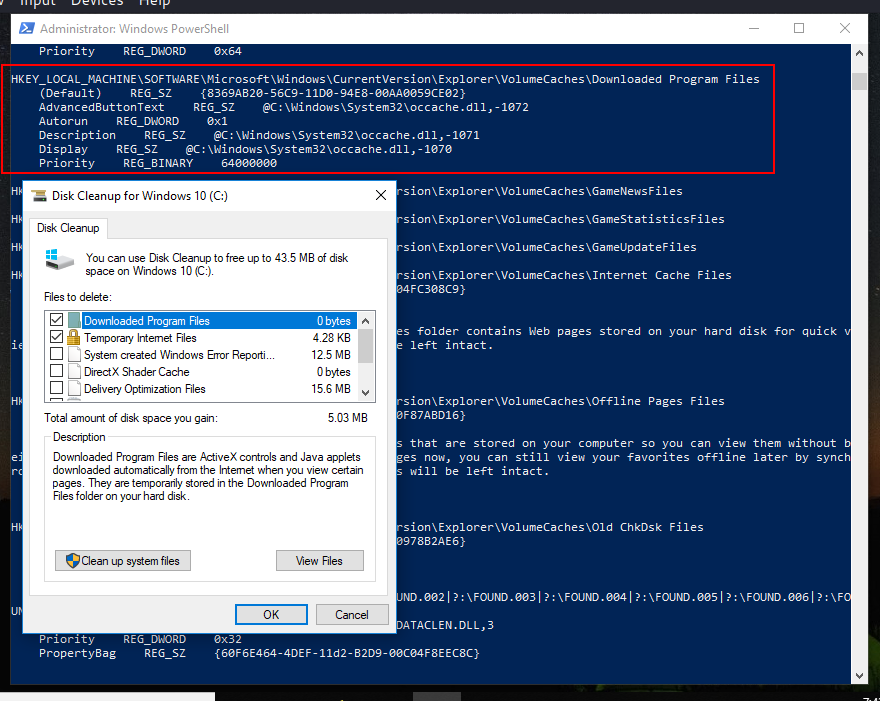 Input Devices Help
Administrator: Windows PowerShell
Priority REG_DWORD 0x64
HKEY_LOCAL_MACHINE\SOFTWARE\Microsoft\Windows\CurrentVersion\Explorer\VolumeCaches\Downloaded Program Files
(Default) REG_SZ {8369AB20-56C9-11D0-94E8-00AA0059CE02}
AdvancedButtonText REG_SZ @C:\Windows\System32\occache.dll,-1072
Autorun REG_DWORD 0x1
Description REG_SZ @C:\Windows\System32\occache.dll,-1071
Display REG_SZ @C:\Windows\System32\occache.dll,-1070
Priority REG_BINARY 64000000
HK
rsion\Explorer\VolumeCaches\GameNewsFiles
HK
rsion\Explorer\VolumeCaches\GameStatisticsFiles
HK
rsion\Explorer\VolumeCaches\GameUpdateFiles
HK
rsion\Explorer\VolumeCaches\Internet Cache Files
04FC308C9}
es folder contains Web pages stored on your hard disk for quick v
ie
e left intact.
HK
rsion\Explorer\VolumeCaches\Offline Pages Files
0F87ABD16}
s that are stored on your computer so you can view them without b
ei
ges now, you can still view your favorites offline later by synch
ro
s will be left intact.
HK
rsion\Explorer\VolumeCaches\Old ChkDsk Files
0978B2AE6}
UND.002|?:\FOUND.003|?:\FOUND.004|?:\FOUND.005|?:\FOUND.006|?:\FO
UN
DATACLEN.DLL,3
Priority REG_DWORD 0x32
PropertyBag REG_SZ {60F6E464-4DEF-11d2-B2D9-00C04F8EEC8C}
Disk Cleanup for Windows 10 (C:)
Disk Cleanup
You can use Disk Cleanup to free up to 43.5 MB of disk
space on Windows 10 (C:).
Files to delete:
Downloaded Program Files 0 bytes
Temporary Internet Files 4.28 KB
System created Windows Error Reporti... 12.5 MB
DirectX Shader Cache 0 bytes
Delivery Optimization Files 15.6 MB
Total amount of disk space you gain: 5.03 MB
Description
Downloaded Program Files are ActiveX controls and Java applets
downloaded automatically from the Internet when you view certain
pages. They are temporarily stored in the Downloaded Program
Files folder on your hard disk.
Clean up system files
View Files
OK
Cancel